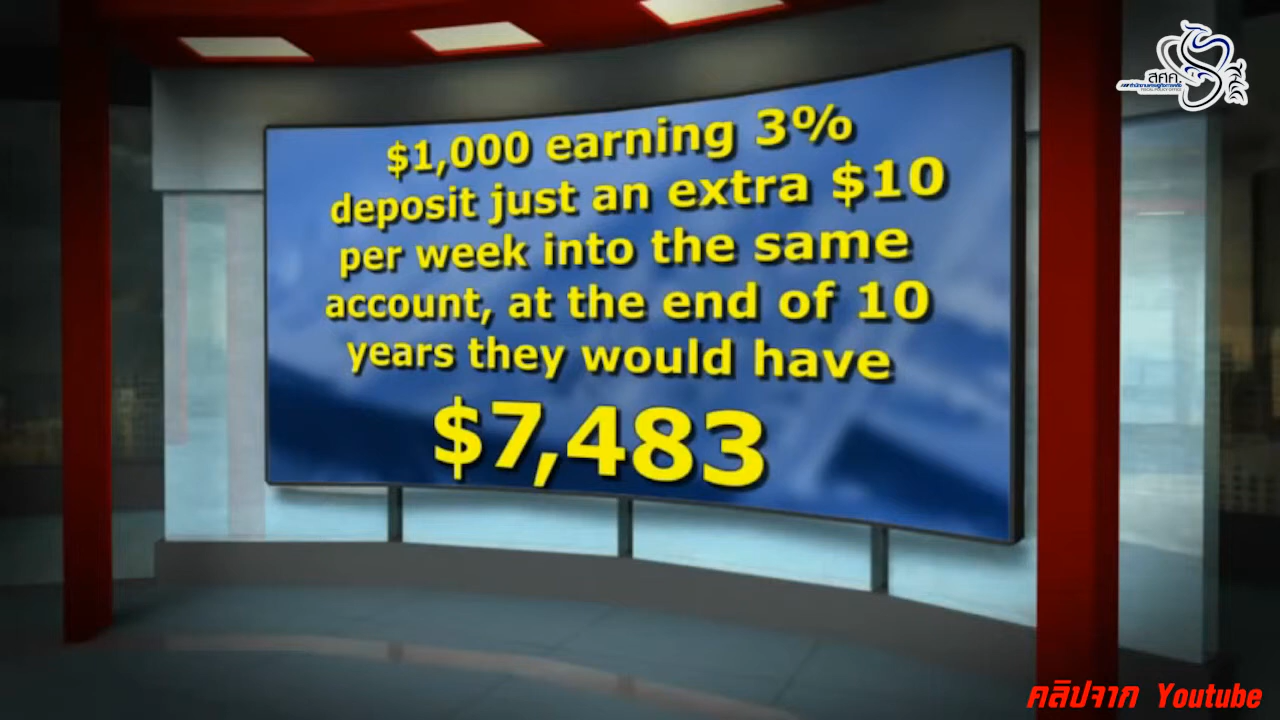 สศค.
$1,000 earning 3%
deposit just an extra $10
per week into the same
account, at the end of 10
years they would have
$7,483
คลิปจาก Youtube